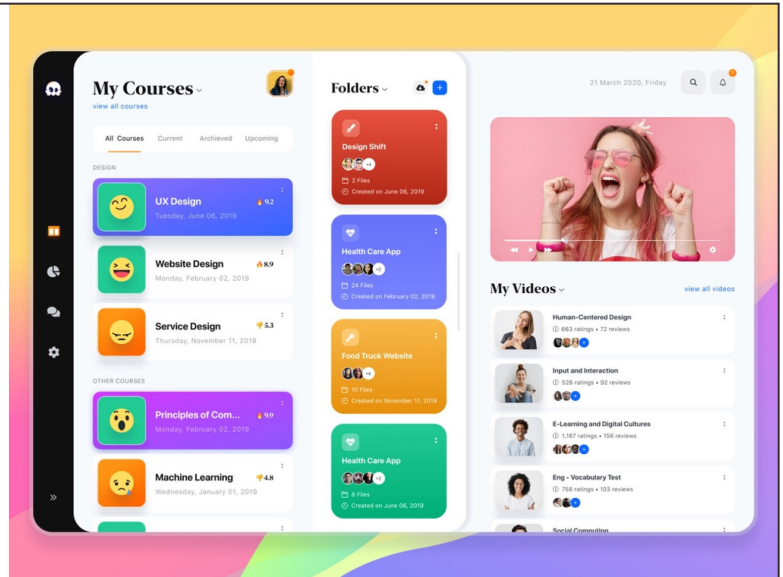 My Courses
view all courses
All Courses Current Archieved Upcoming
DESIGN
UX Design 9.2
Tuesday, June 06, 2019
Website Design 8.9
Monday, February 02, 2019
Service Design 5.3
Thursday, November 11, 2019
OTHER COURSES
Principles of Com... 9.9
Monday, February 02, 2019
Machine Learning 4.8
Wednesday, January 01, 2019
Folders
Design Shift
+4
2 Files
Created on June 06, 2019
Health Care App
+2
24 Files
Created on February 02, 2019
Food Truck Website
+4
10 Files
Created on November 11, 2019
Health Care App
+2
8 Files
Created on June 06, 2019
21 March 2020, Friday
My Videos
view all videos
Human-Centered Design
663 ratings • 72 reviews
Input and Interaction
526 ratings • 92 reviews
E-Learning and Digital Cultures
1,167 ratings • 156 reviews
Eng - Vocabulary Test
758 ratings • 103 reviews
Social Computing